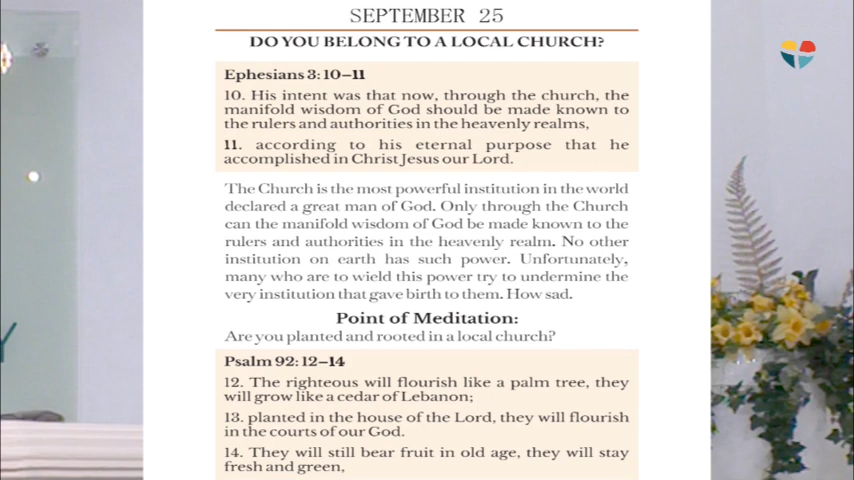 SEPTEMBER 25
DO YOU BELONG TO A LOCAL CHURCH?
Ephesians 3: 10–11
10. His intent was that now, through the church, the
manifold wisdom of God should be made known to
the rulers and authorities in the heavenly realms,
11. according to his eternal purpose that he
accomplished in Christ Jesus our Lord.
The Church is the most powerful institution in the world
declared a great man of God. Only through the Church
can the manifold wisdom of God be made known to the
rulers and authorities in the heavenly realm. No other
institution on earth has such power. Unfortunately,
many who are to wield this power try to undermine the
very institution that gave birth to them. How sad.
Point of Meditation:
Are you planted and rooted in a local church?
Psalm 92: 12–14
12. The righteous will flourish like a palm tree, they
will grow like a cedar of Lebanon;
13. planted in the house of the Lord, they will flourish
in the courts of our God.
14. They will still bear fruit in old age, they will stay
fresh and green,